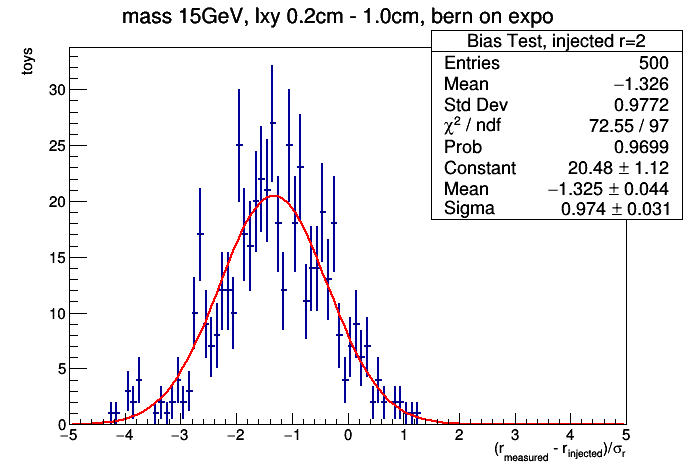 mass 15GeV, lxy 0.2cm - 1.0cm, bern on expo
Bias Test, injected r=2
Entries 500
Mean −1.326
Std Dev 0.9772
χ² / ndf 72.55 / 97
Prob 0.9699
Constant 20.48 ± 1.12
Mean −1.325 ± 0.044
Sigma 0.974 ± 0.031
toys
30
25
20
15
10
5
0
−5 −4 −3 −2 −1 0 1 2 3 4 5
(r_measured - r_injected)/σ_r